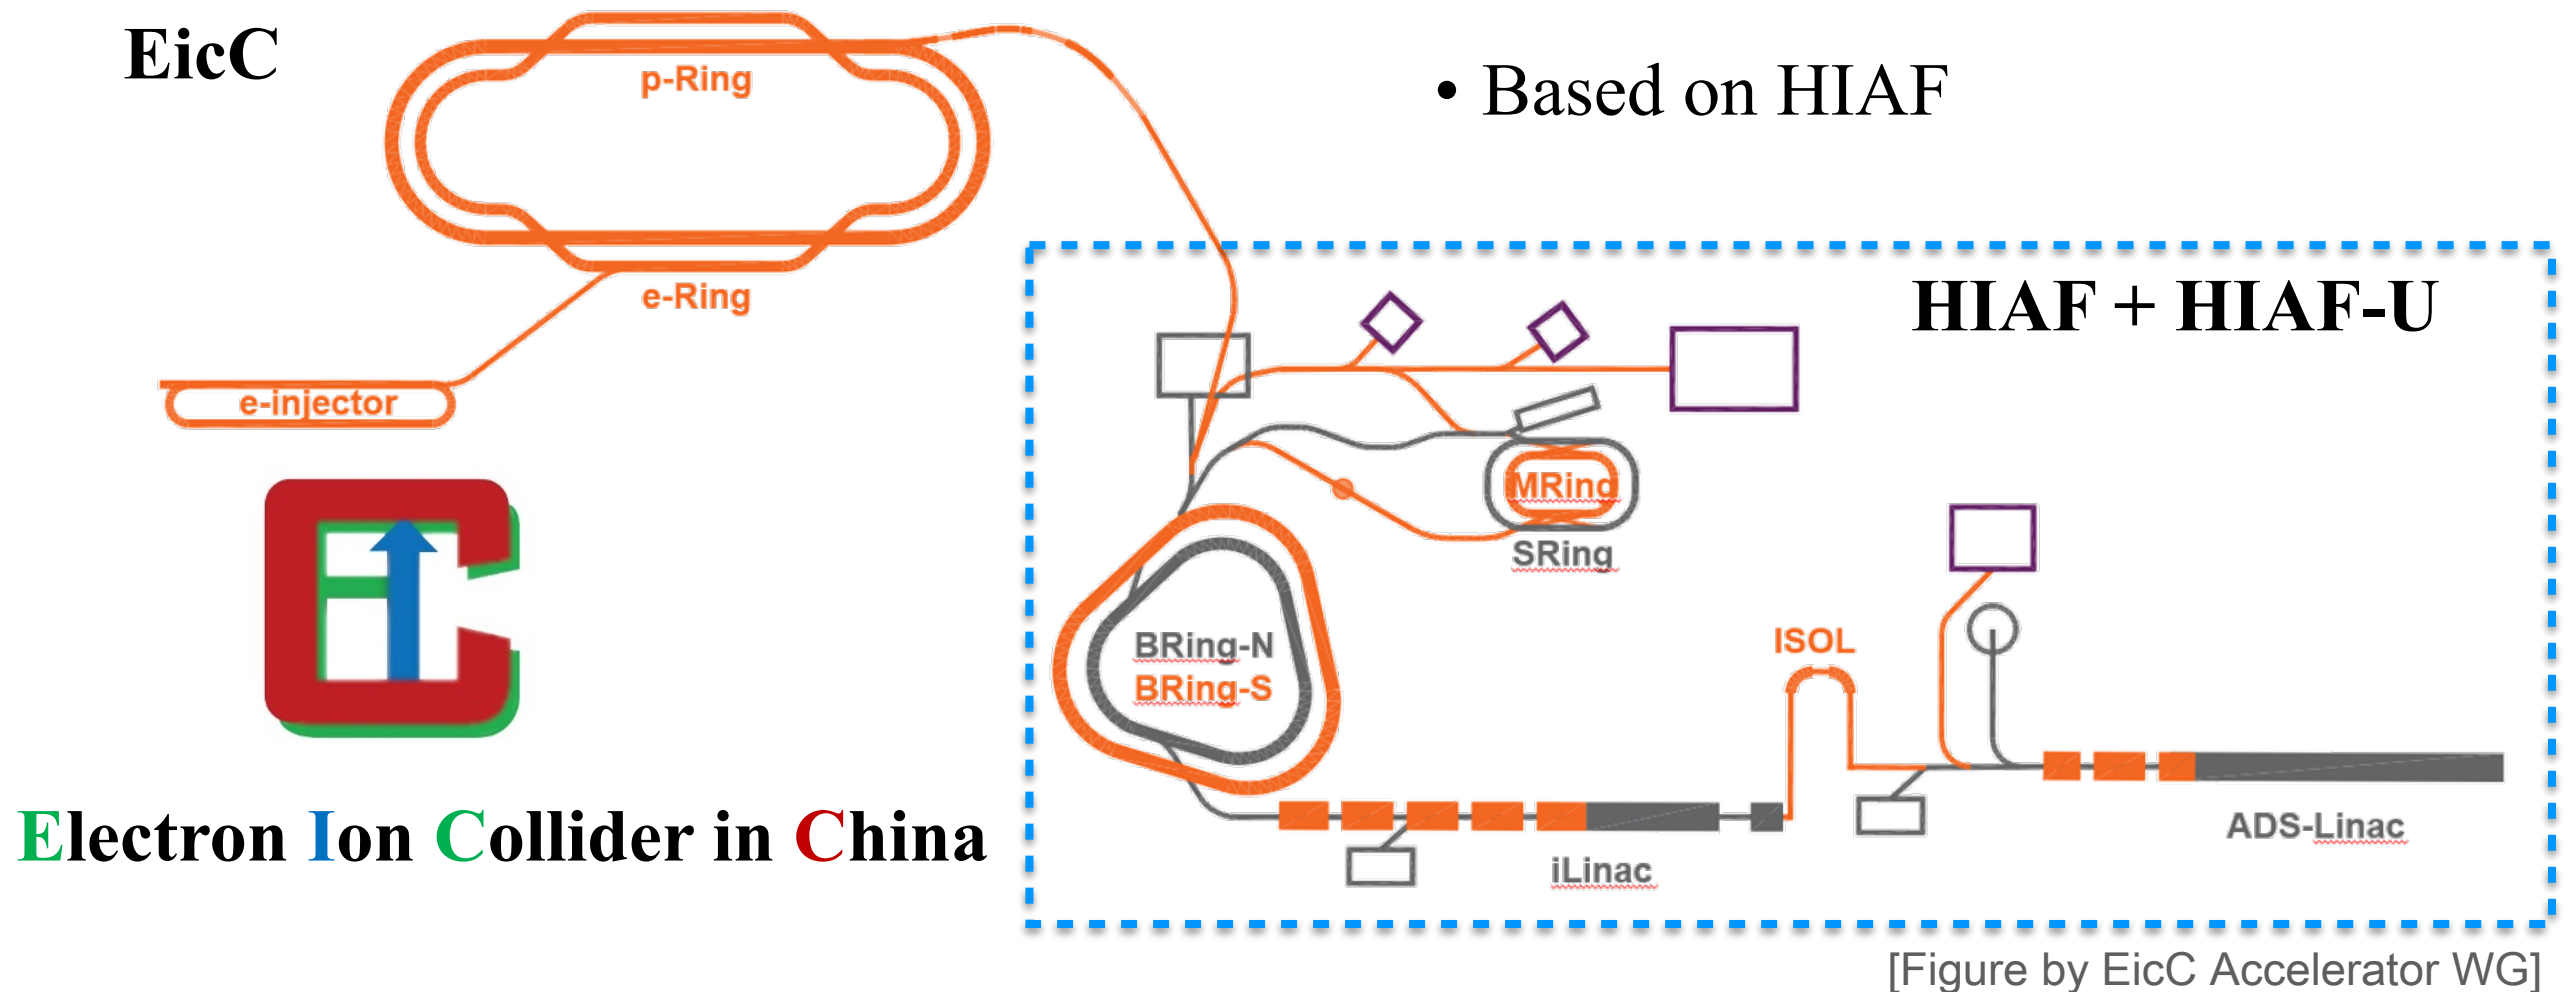 EicC
p-Ring
• Based on HIAF
e-Ring
HIAF + HIAF-U
e-injector
MRing
SRing
BRing-N
BRing-S
ISOL
ADS-Linac
iLinac
Electron Ion Collider in China
[Figure by EicC Accelerator WG]